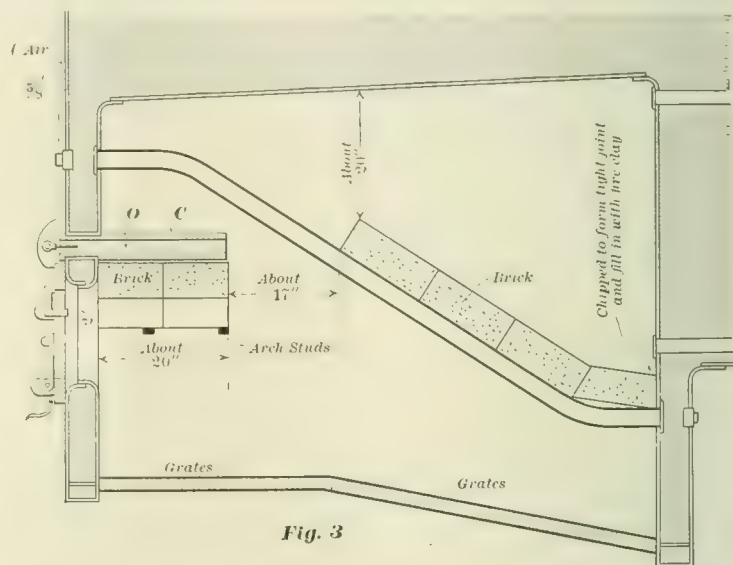 Air
About
20"
Chipped to form tight joint
and fill in with fire clay
O C
Brick
About
17"
Brick
About
20"
Arch Studs
Grates
Grates
Fig. 3